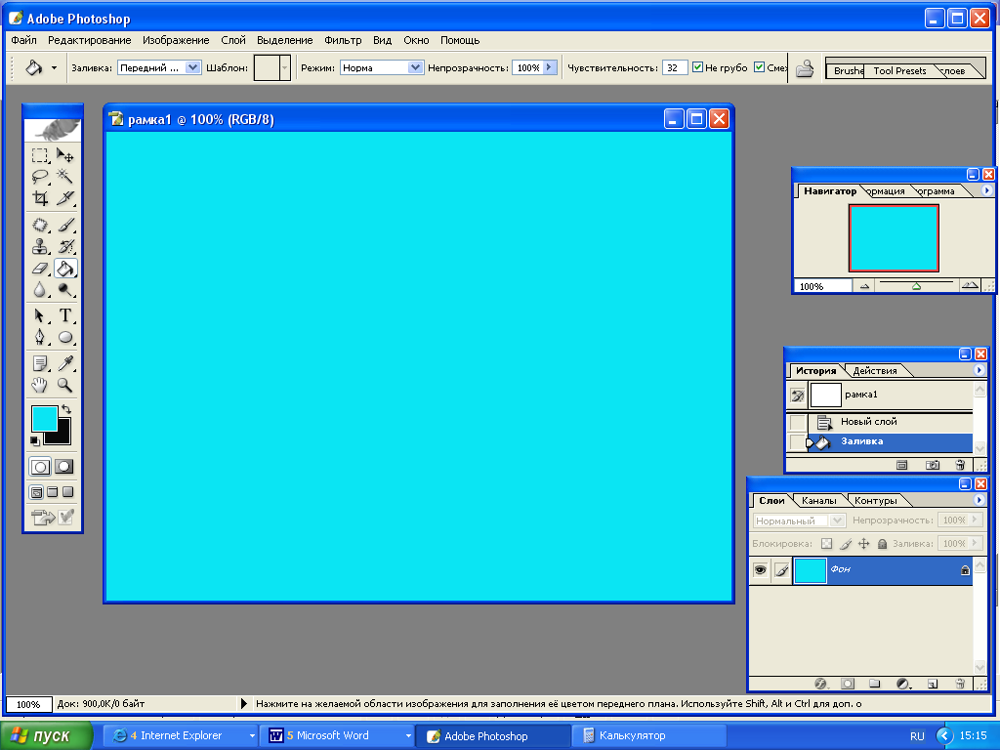 Adobe Photoshop
Файл Редактирование Изображение Слой Выделение Фильтр Вид Окно Помощь
Заливка: Передний ... Шаблон: Режим: Норма Непрозрачность: 100% Чувствительность: 32 Не грубо Сме Brushe Tool Presets слоев
рамка1 @ 100% (RGB/8)
Навигатор рмация ограмма
100%
T
История Действия
рамка1
Новый слой
Заливка
Слои Каналы Контуры
Нормальный Непрозрачность: 100%
Блокировка: Заливка: 100%
Фон
100% Док: 900,0K/0 байт Нажмите на желаемой области изображения для заполнения её цветом переднего плана. Используйте Shift, Alt и Ctrl для доп. о
пуск 4 Internet Explorer 5 Microsoft Word Adobe Photoshop Калькулятор RU 15:15